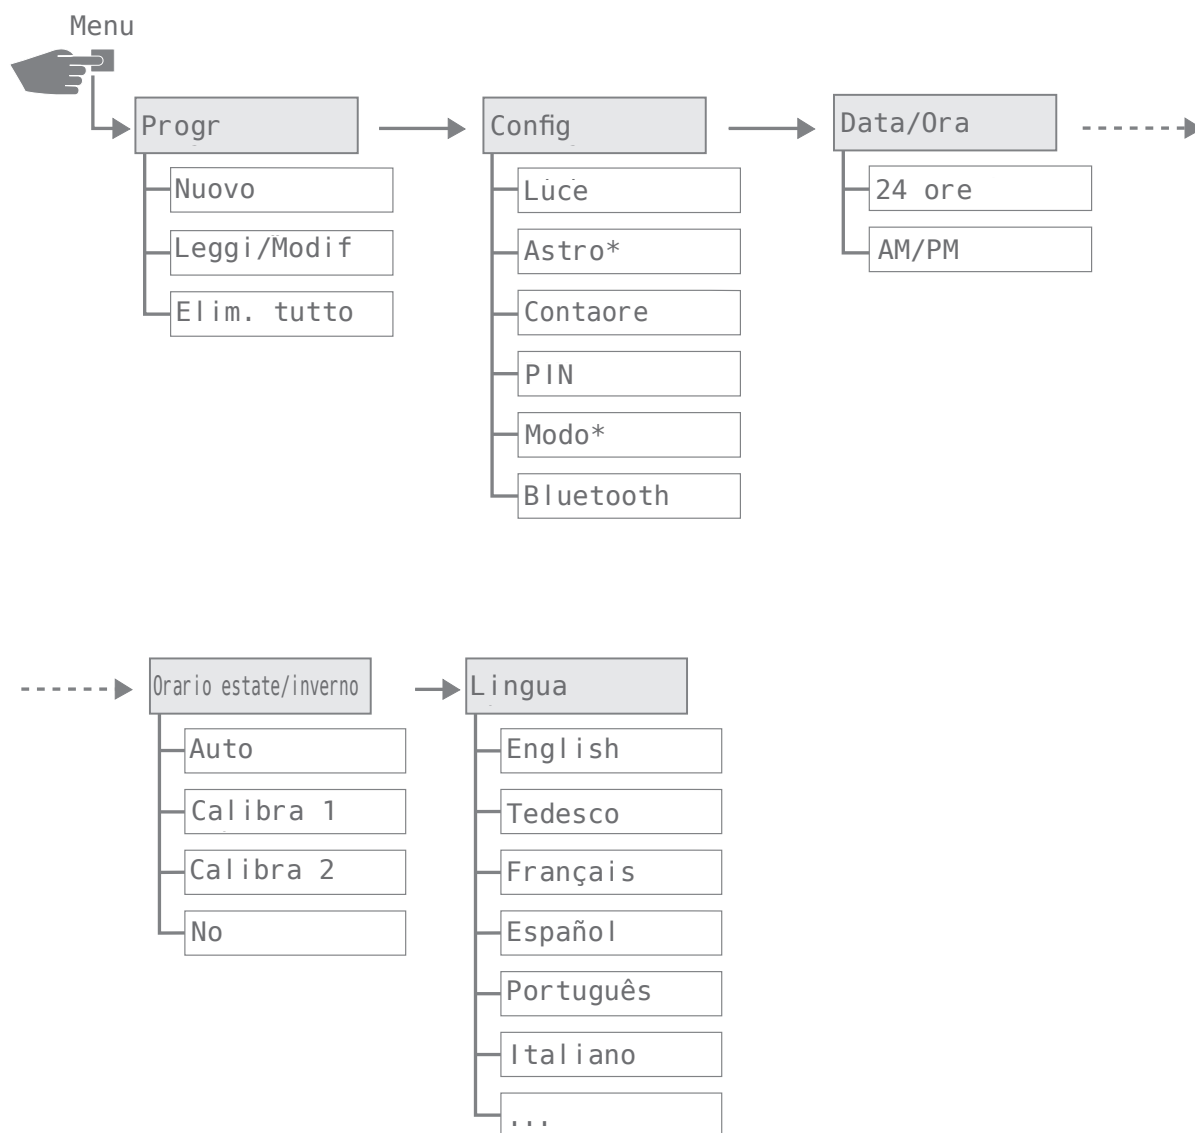 Menu
Progr
Nuovo
Leggi/Modif
Elim. tutto
Config
Luce
Astro*
Contaore
PIN
Modo*
Bluetooth
Data/Ora
24 ore
AM/PM
Orario estate/inverno
Auto
Calibra 1
Calibra 2
No
Lingua
English
Tedesco
Français
Español
Português
Italiano
...